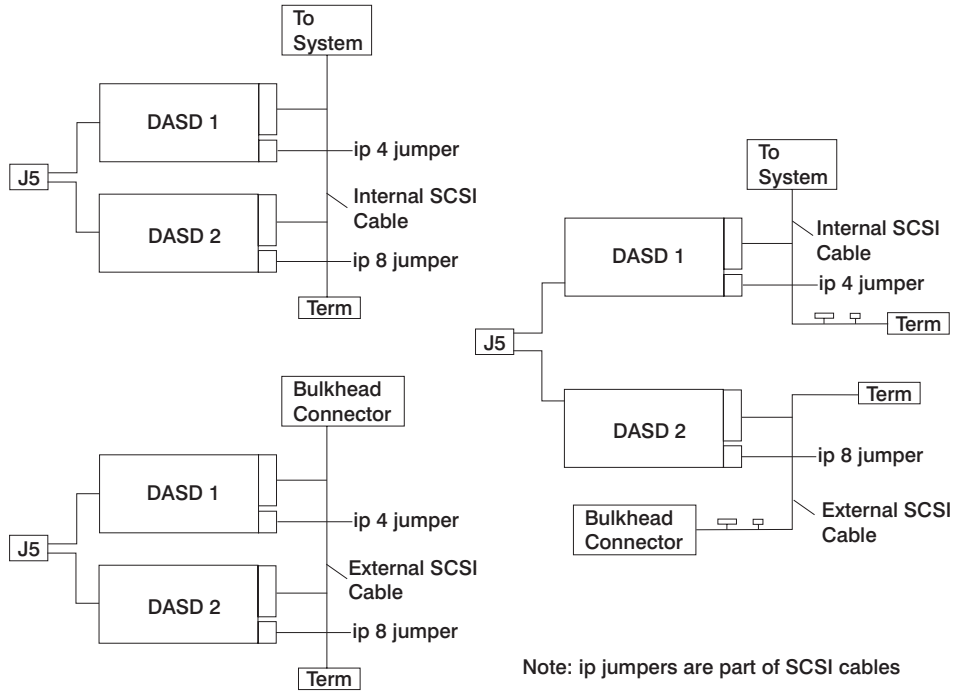 To
System
DASD 1
ip 4 jumper
J5
Internal SCSI
Cable
DASD 2
ip 8 jumper
Term
Bulkhead
Connector
DASD 1
ip 4 jumper
J5
External SCSI
Cable
DASD 2
ip 8 jumper
Term
To
System
Internal SCSI
Cable
DASD 1
ip 4 jumper
Term
J5
Term
DASD 2
ip 8 jumper
External SCSI
Cable
Bulkhead
Connector
Note: ip jumpers are part of SCSI cables